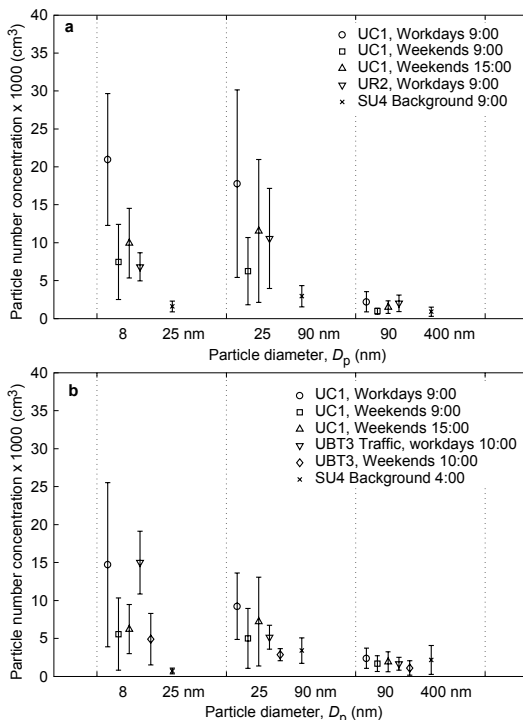 a
UC1, Workdays 9:00
UC1, Weekends 9:00
UC1, Weekends 15:00
UR2, Workdays 9:00
SU4 Background 9:00
Particle number concentration x 1000 (cm3)
40
35
30
25
20
15
10
5
0
8 25 nm 25 90 nm 90 400 nm
Particle diameter, Dp (nm)
b
UC1, Workdays 9:00
UC1, Weekends 9:00
UC1, Weekends 15:00
UBT3 Traffic, workdays 10:00
UBT3, Weekends 10:00
SU4 Background 4:00
Particle number concentration x 1000 (cm3)
40
35
30
25
20
15
10
5
0
8 25 nm 25 90 nm 90 400 nm
Particle diameter, Dp (nm)